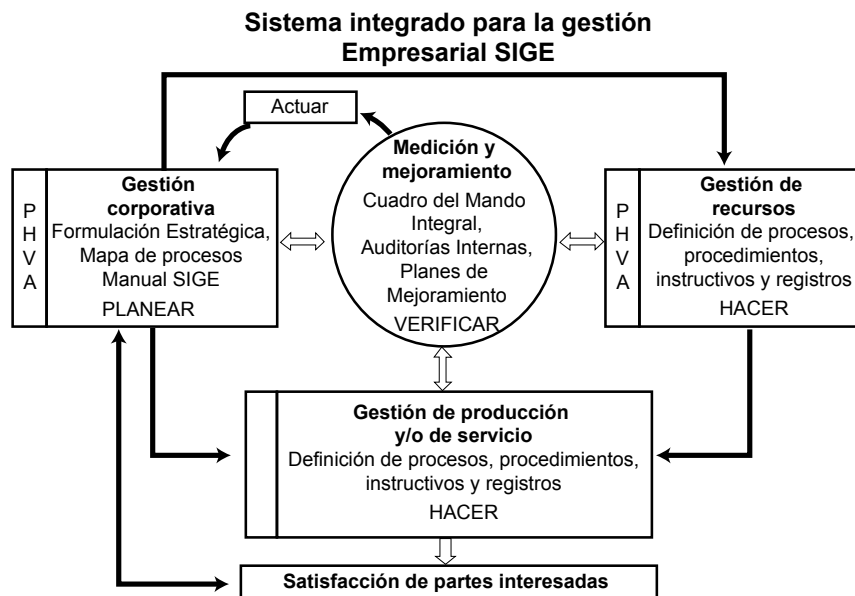 Sistema integrado para la gestión
Empresarial SIGE
Actuar
P
H
V
A
Gestión
corporativa
Formulación Estratégica,
Mapa de procesos
Manual SIGE
PLANEAR
Medición y
mejoramiento
Cuadro del Mando
Integral,
Auditorías Internas,
Planes de
Mejoramiento
VERIFICAR
P
H
V
A
Gestión de
recursos
Definición de procesos,
procedimientos,
instructivos y registros
HACER
Gestión de producción
y/o de servicio
Definición de procesos, procedimientos,
instructivos y registros
HACER
Satisfacción de partes interesadas